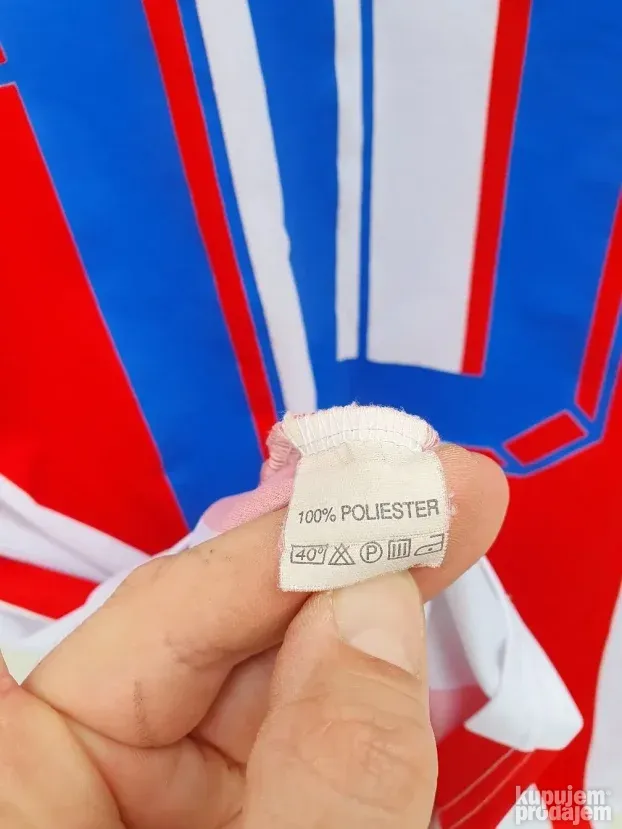 100% POLIESTER
40°
P
kupujem
prodajem